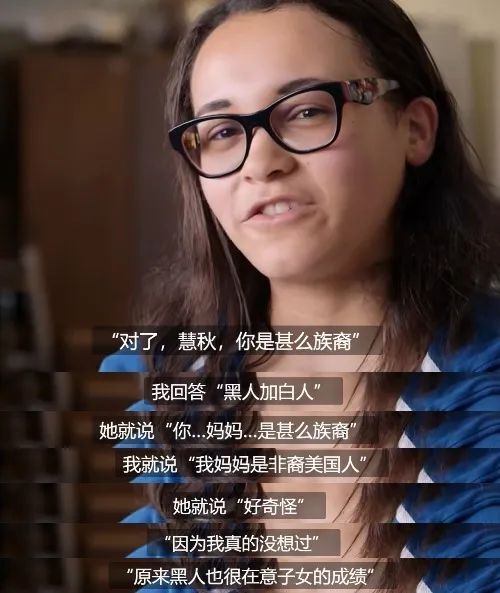 “对了，慧秋，你是甚么族裔”
我回答“黑人加白人”
她就说“你...妈妈...是甚么族裔”
我就说“我妈妈是非裔美国人”
她就说“好奇怪”
“因为我真的没想过”
“原来黑人也很在意子女的成绩”